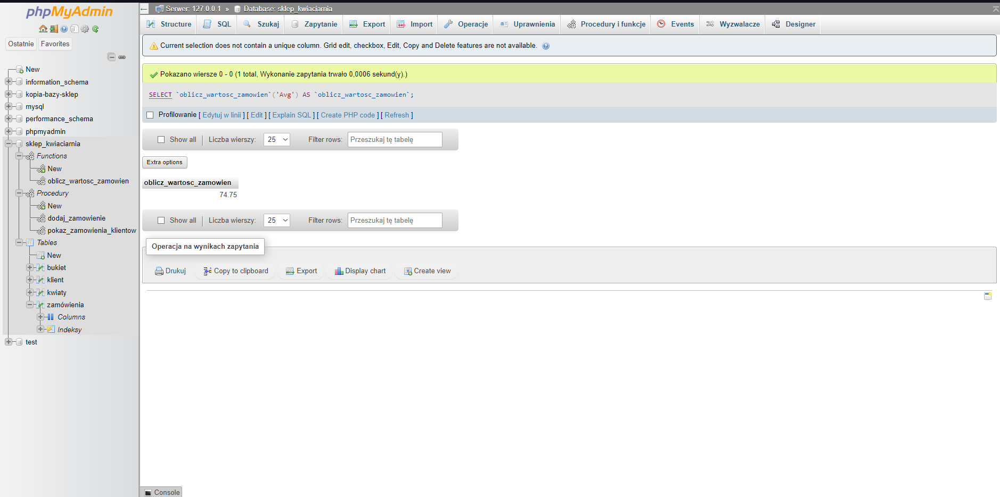 phpMyAdmin
Ostatnie Favorites
New
information_schema
kopia-bazy-sklep
mysql
performance_schema
phpmyadmin
sklep_kwiaciarnia
Functions
New
oblicz_wartosc_zamowien
Procedury
New
dodaj_zamowienie
pokaz_zamowienia_klientow
Tables
New
bukiet
klient
kwiaty
zamówienia
Columns
Indeksy
test
Serwer: 127.0.0.1 » Database: sklep_kwiaciarnia
Structure SQL Szukaj Zapytanie Export Import Operacje Uprawnienia Procedury i funkcje Events Wyzwalacze Designer
Current selection does not contain a unique column. Grid edit, checkbox, Edit, Copy and Delete features are not available.
Pokazano wiersze 0 - 0 (1 total, Wykonanie zapytania trwało 0,0006 sekund(y).)
SELECT `oblicz_wartosc_zamowien`('Avg') AS `oblicz_wartosc_zamowien`;
Profilowanie [ Edytuj w linii ] [ Edit ] [ Explain SQL ] [ Create PHP code ] [ Refresh ]
Show all Liczba wierszy: 25 Filter rows: Przeszukaj tę tabelę
Extra options
oblicz_wartosc_zamowien
74.75
Show all Liczba wierszy: 25 Filter rows: Przeszukaj tę tabelę
Operacja na wynikach zapytania
Drukuj Copy to clipboard Export Display chart Create view
Console